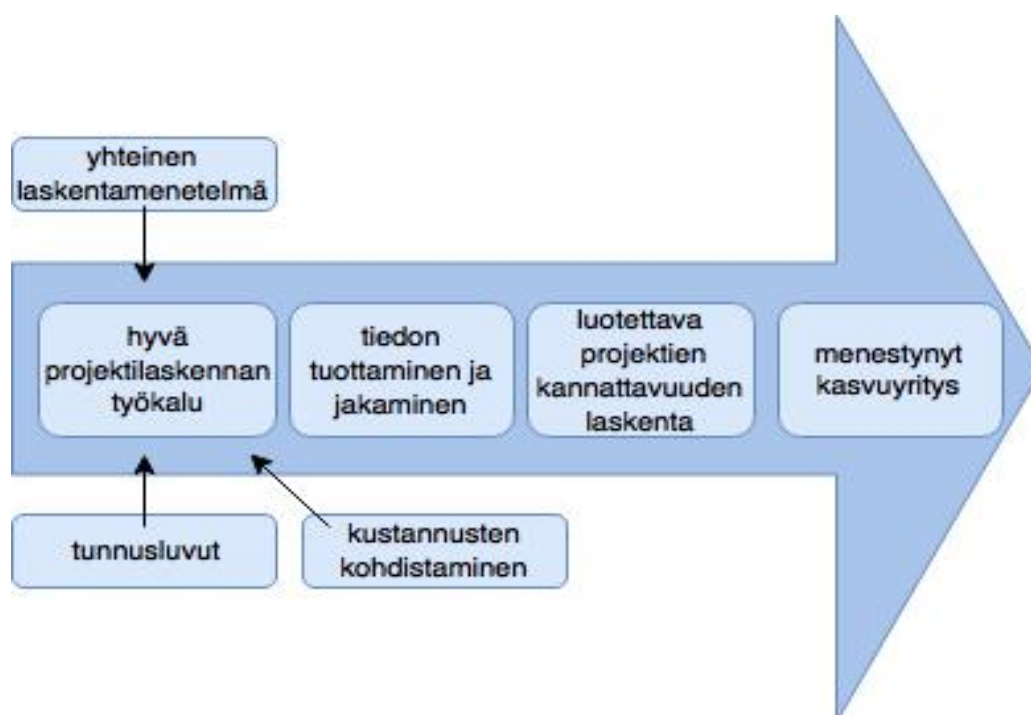 yhteinen
laskentamenetelmä
hyvä
projektilaskennan
työkalu
tiedon
tuottaminen ja
jakaminen
luotettava
projektien
kannattavuuden
laskenta
menestynyt
kasvuyritys
tunnusluvut
kustannusten
kohdistaminen